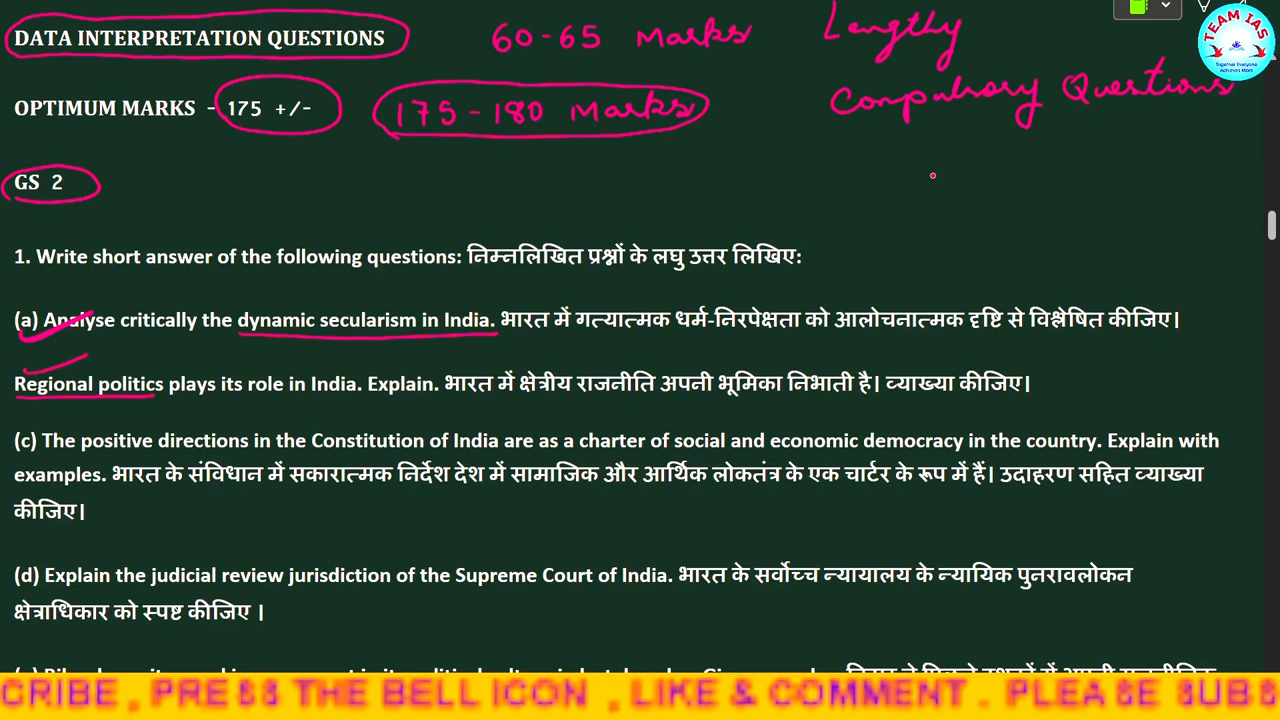 DATA INTERPRETATION QUESTIONS 60-65 Marks Lengthy
OPTIMUM MARKS - 175 +/- 175-180 Marks Compulsory Questions
TEAM IAS
Together Everyone Achieves More
GS 2
1. Write short answer of the following questions: निम्नलिखित प्रश्नों के लघु उत्तर लिखिए:
(a) Analyse critically the dynamic secularism in India. भारत में गत्यात्मक धर्म-निरपेक्षता को आलोचनात्मक दृष्टि से विश्लेषित कीजिए।
Regional politics plays its role in India. Explain. भारत में क्षेत्रीय राजनीति अपनी भूमिका निभाती है। व्याख्या कीजिए।
(c) The positive directions in the Constitution of India are as a charter of social and economic democracy in the country. Explain with
examples. भारत के संविधान में सकारात्मक निर्देश देश में सामाजिक और आर्थिक लोकतंत्र के एक चार्टर के रूप में हैं। उदाहरण सहित व्याख्या
कीजिए।
(d) Explain the judicial review jurisdiction of the Supreme Court of India. भारत के सर्वोच्च न्यायालय के न्यायिक पुनरावलोकन
क्षेत्राधिकार को स्पष्ट कीजिए ।
CRIBE , PRESS THE BELL ICON , LIKE & COMMENT . PLEASE SUBS